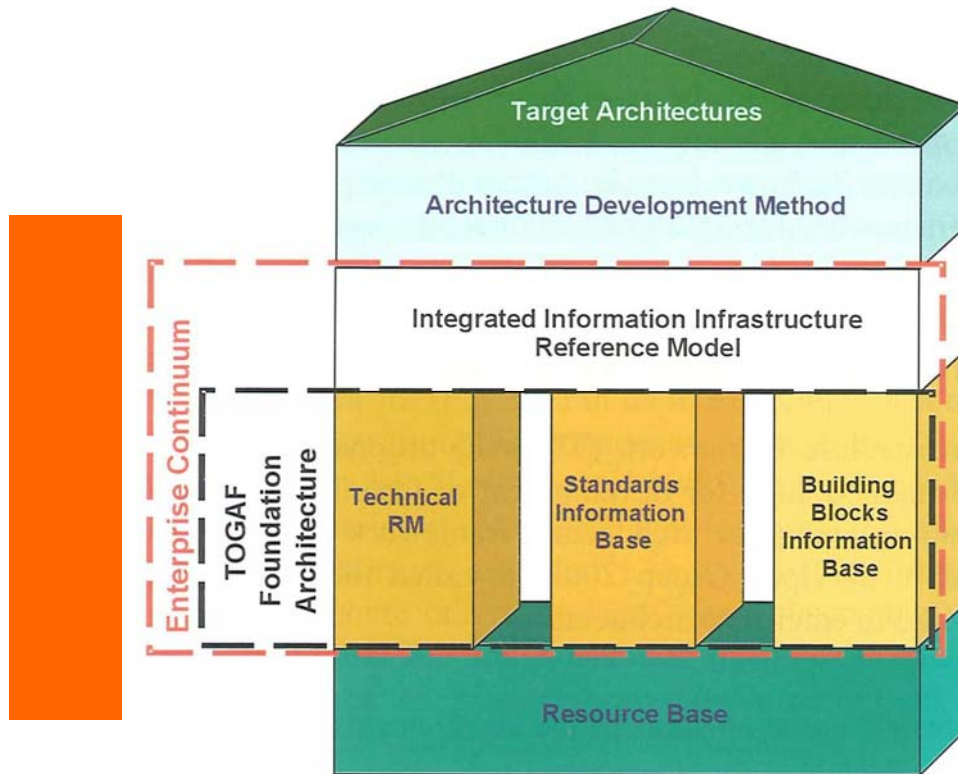 Target Architectures
Architecture Development Method
Integrated Information Infrastructure
Reference Model
Enterprise Continuum
TOGAF
Foundation
Architecture
Technical
RM
Standards
Information
Base
Building
Blocks
Information
Base
Resource Base